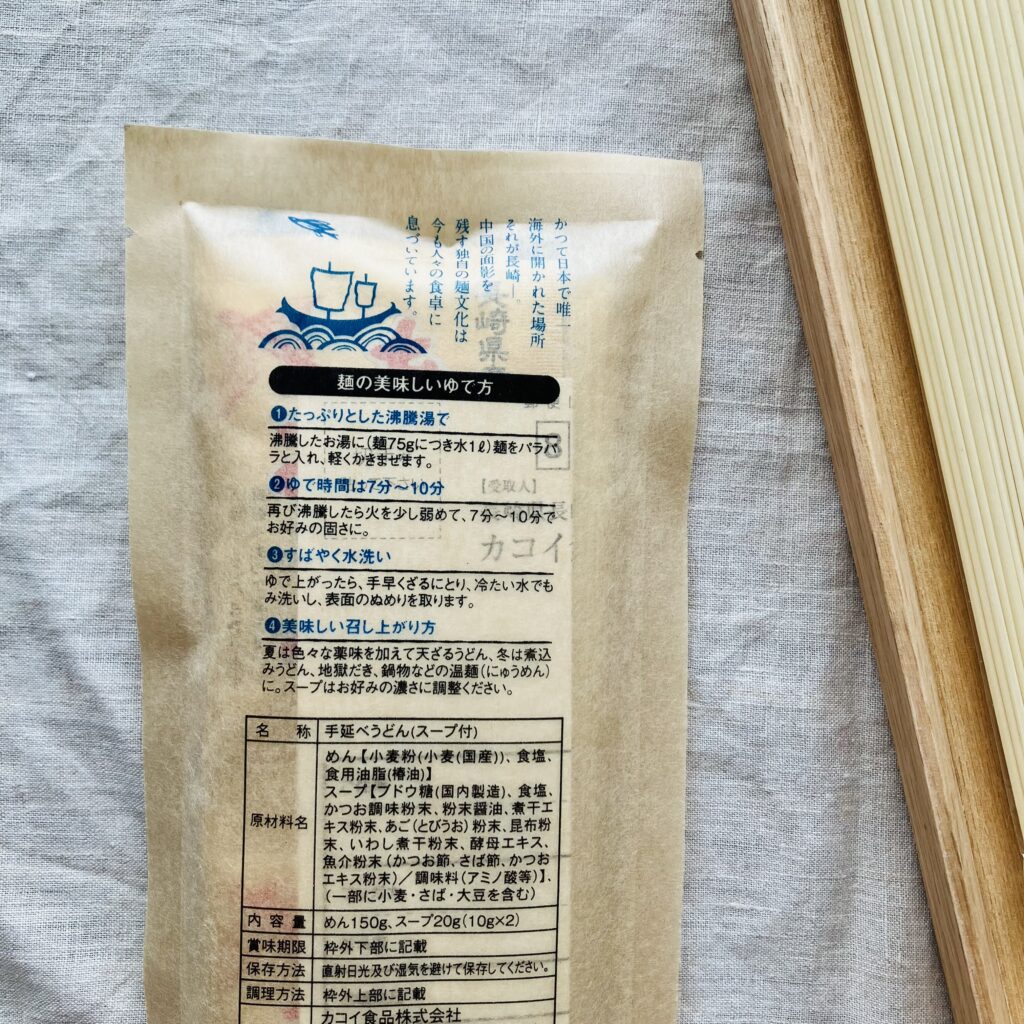 かつて日本で唯一
海外に開かれた場所
それが長崎―。
中国の面影を
残す独自の麺文化は
今も人々の食卓に
息づいています。
崎県
麺の美味しいゆで方
❶たっぷりとした沸騰湯で
沸騰したお湯に(麺75gにつき水1ℓ)麺をパラパ
ラと入れ、軽くかきまぜます。
❷ゆで時間は7分～10分
再び沸騰したら火を少し弱めて、7分～10分で
お好みの固さに。
【受取人】
カコイ
❸すばやく水洗い
ゆで上がったら、手早くざるにとり、冷たい水でも
み洗いし、表面のぬめりを取ります。
❹美味しい召し上がり方
夏は色々な薬味を加えて天ざるうどん、冬は煮込
みうどん、地獄だき、鍋物などの温麺(にゅうめん)
に。スープはお好みの濃さに調整ください。
名 称 手延べうどん(スープ付)
原材料名 めん【小麦粉(小麦(国産))、食塩、
食用油脂(椿油)】
スープ【ブドウ糖(国内製造)、食塩、
かつお調味粉末、粉末醤油、煮干エ
キス粉末、あご(とびうお)粉末、昆布粉
末、いわし煮干粉末、酵母エキス、
魚介粉末(かつお節、さば節、かつお
エキス粉末)／調味料(アミノ酸等)】、
(一部に小麦・さば・大豆を含む)
内 容 量 めん150g、スープ20g(10g×2)
賞味期限 枠外下部に記載
保存方法 直射日光及び湿気を避けて保存してください。
調理方法 枠外上部に記載
カコイ食品株式会社